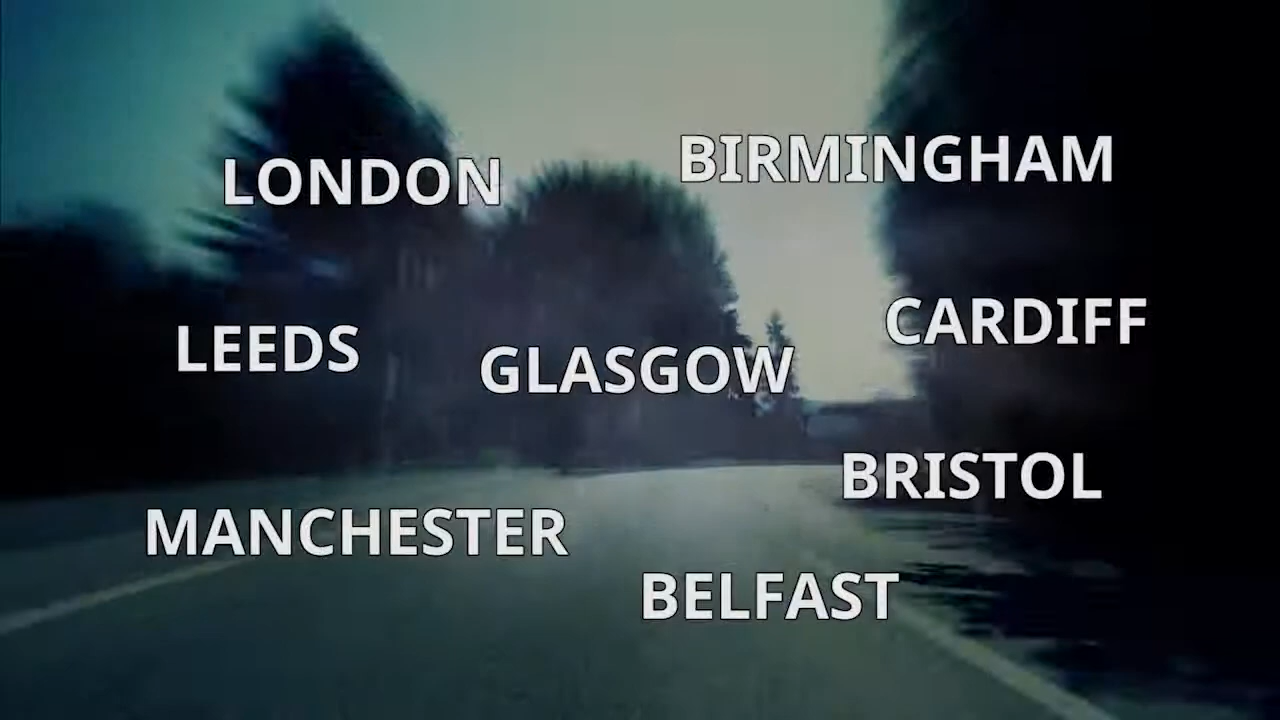 LONDON
BIRMINGHAM
LEEDS
GLASGOW
CARDIFF
MANCHESTER
BRISTOL
BELFAST